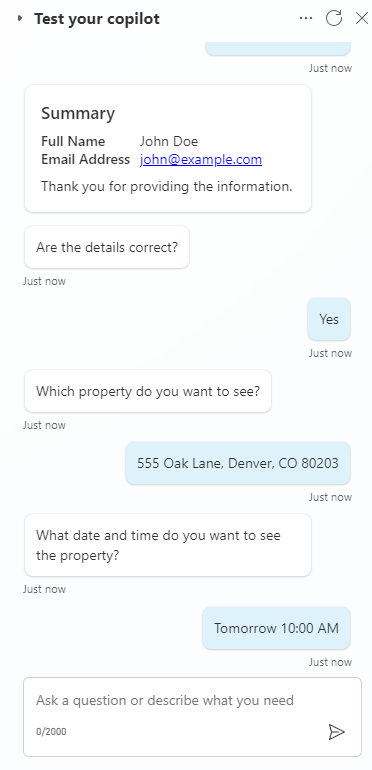 Test your copilot
Just now
Summary
Full Name John Doe
Email Address john@example.com
Thank you for providing the information.
Are the details correct?
Just now
Yes
Just now
Which property do you want to see?
Just now
555 Oak Lane, Denver, CO 80203
Just now
What date and time do you want to see
the property?
Just now
Tomorrow 10:00 AM
Just now
Ask a question or describe what you need
0/2000